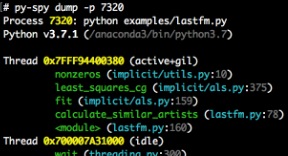 # py-spy dump -p 7320
Process 7320: python examples/lastfm.py
Python v3.7.1 (/anaconda3/bin/python3.7)
Thread 0x7FFF94400380 (active+gil)
nonzeros (implicit/utils.py:10)
least_squares_cg (implicit/als.py:375)
fit (implicit/als.py:159)
calculate_similar_artists (lastfm.py:78)
<module> (lastfm.py:160)
Thread 0x700007A31000 (idle)
wait (threading.py:300)